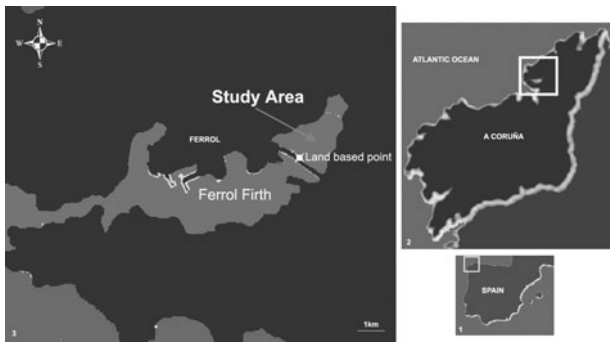 N
W E
S
Study Area
FERROL
Land based point
Ferrol Firth
3
1km
ATLANTIC OCEAN
A CORUÑA
2
SPAIN
1